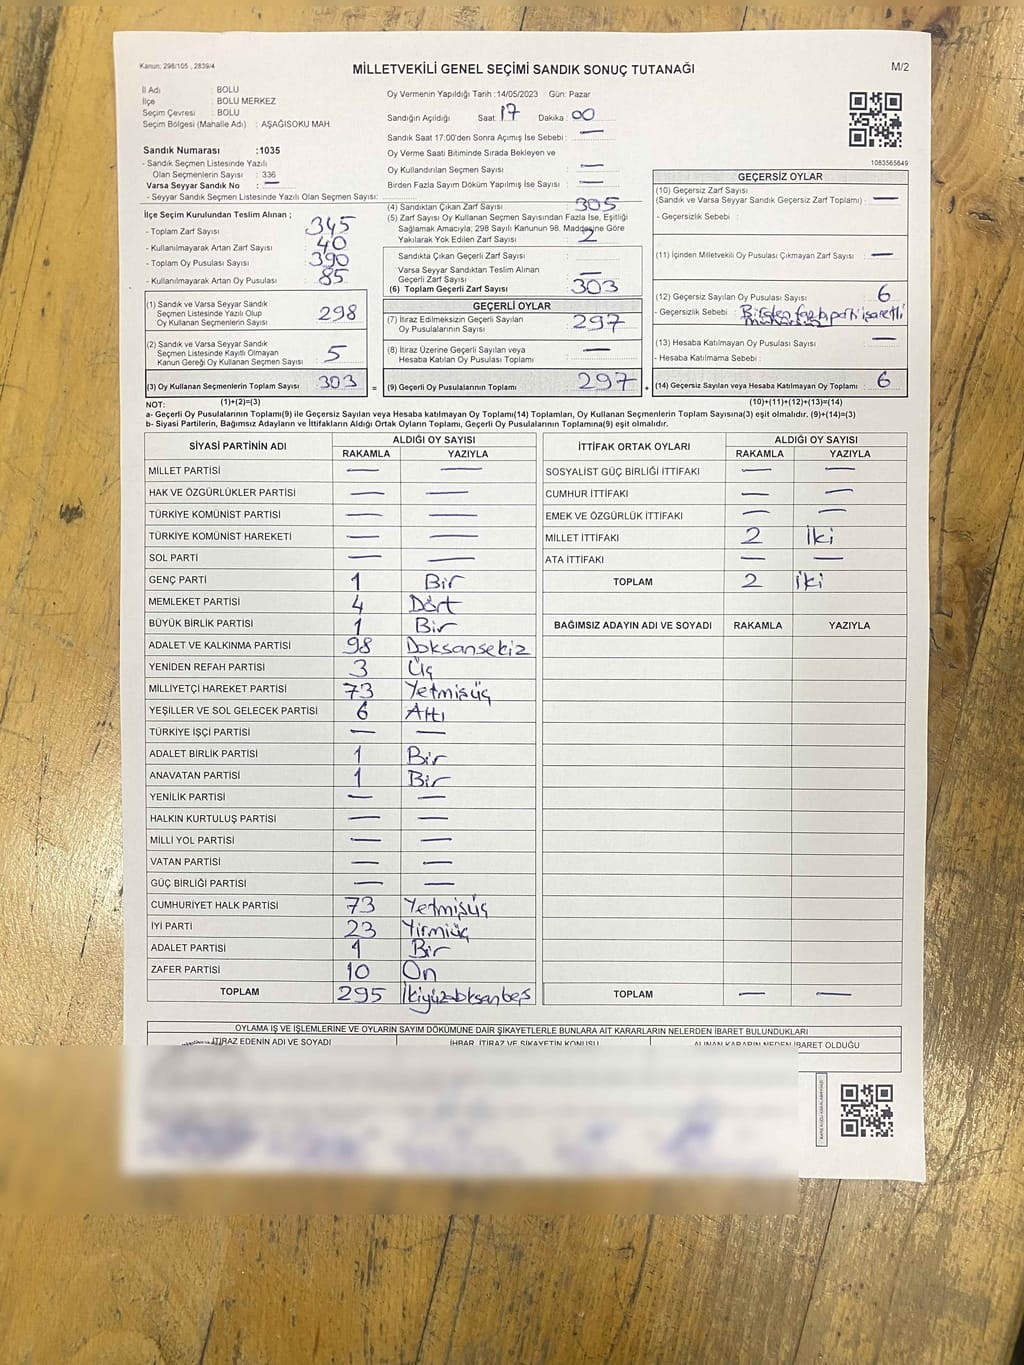 Kanun; 298/105 , 2839/4
MİLLETVEKİLİ GENEL SEÇİMİ SANDIK SONUÇ TUTANAĞI
M/2
İl Adı : BOLU
İlçe : BOLU MERKEZ
Seçim Çevresi : BOLU
Seçim Bölgesi (Mahalle Adı) : AŞAĞISOKU MAH.
Sandık Numarası :1035
- Sandık Seçmen Listesinde Yazılı
Olan Seçmenlerin Sayısı : 336
Varsa Seyyar Sandık No : —
- Seyyar Sandık Seçmen Listesinde Yazılı Olan Seçmen Sayısı:
Oy Vermenin Yapıldığı Tarih :14/05/2023 Gün: Pazar
Sandığın Açıldığı Saat: 17 Dakika : 00
Sandık Saat 17:00'den Sonra Açımış İse Sebebi : —
Oy Verme Saati Bitiminde Sırada Bekleyen ve
Oy Kullandırılan Seçmen Sayısı : —
Birden Fazla Sayım Döküm Yapılmış İse Sayısı : —
1083565849
İlçe Seçim Kurulundan Teslim Alınan ;
- Toplam Zarf Sayısı : 345
- Kullanılmayarak Artan Zarf Sayısı : 40
- Toplam Oy Pusulası Sayısı : 390
- Kullanılmayarak Artan Oy Pusulası : 85
(1) Sandık ve Varsa Seyyar Sandık
Seçmen Listesinde Yazılı Olup
Oy Kullanan Seçmenlerin Sayısı : 298
(2) Sandık ve Varsa Seyyar Sandık
Seçmen Listesinde Kayıtlı Olmayan
Kanun Gereği Oy Kullanan Seçmen Sayısı : 5
(3) Oy Kullanan Seçmenlerin Toplam Sayısı : 303
(1)+(2)=(3)
(4) Sandıktan Çıkan Zarf Sayısı : 305
(5) Zarf Sayısı Oy Kullanan Seçmen Sayısından Fazla İse, Eşitliği
Sağlamak Amacıyla; 298 Sayılı Kanunun 98. Maddesine Göre
Yakılarak Yok Edilen Zarf Sayısı : 2
Sandıkta Çıkan Geçerli Zarf Sayısı :
Varsa Seyyar Sandıktan Teslim Alınan
Geçerli Zarf Sayısı : —
(6) Toplam Geçerli Zarf Sayısı : 303
GEÇERLİ OYLAR
(7) İtiraz Edilmeksizin Geçerli Sayılan
Oy Pusulalarının Sayısı : 297
(8) İtiraz Üzerine Geçerli Sayılan veya
Hesaba Katılan Oy Pusulası Toplamı : —
= (9) Geçerli Oy Pusulalarının Toplamı : 297 +
GEÇERSİZ OYLAR
(10) Geçersiz Zarf Sayısı
(Sandık ve Varsa Seyyar Sandık Geçersiz Zarf Toplamı) : —
- Geçersizlik Sebebi :
(11) İçinden Milletvekili Oy Pusulası Çıkmayan Zarf Sayısı : —
(12) Geçersiz Sayılan Oy Pusulası Sayısı : 6
- Geçersizlik Sebebi : Birden fazla parti işaretli
(13) Hesaba Katılmayan Oy Pusulası Sayısı : —
- Hesaba Katılmama Sebebi :
(14) Geçersiz Sayılan veya Hesaba Katılmayan Oy Toplamı : 6
(10)+(11)+(12)+(13)=(14)
NOT:
a- Geçerli Oy Pusulalarının Toplamı(9) ile Geçersiz Sayılan veya Hesaba katılmayan Oy Toplamı(14) Toplamları, Oy Kullanan Seçmenlerin Toplam Sayısına(3) eşit olmalıdır. (9)+(14)=(3)
b- Siyasi Partilerin, Bağımsız Adayların ve İttifakların Aldığı Ortak Oyların Toplamı, Geçerli Oy Pusulalarının Toplamına(9) eşit olmalıdır.
SİYASİ PARTİNİN ADI ALDIĞI OY SAYISI
RAKAMLA YAZIYLA
MİLLET PARTİSİ — —
HAK VE ÖZGÜRLÜKLER PARTİSİ — —
TÜRKİYE KOMÜNİST PARTİSİ — —
TÜRKİYE KOMÜNİST HAREKETİ — —
SOL PARTİ — —
GENÇ PARTİ 1 Bir
MEMLEKET PARTİSİ 4 Dört
BÜYÜK BİRLİK PARTİSİ 1 Bir
ADALET VE KALKINMA PARTİSİ 98 Doksansekiz
YENİDEN REFAH PARTİSİ 3 Üç
MİLLİYETÇİ HAREKET PARTİSİ 73 Yetmişüç
YEŞİLLER VE SOL GELECEK PARTİSİ 6 Altı
TÜRKİYE İŞÇİ PARTİSİ — —
ADALET BİRLİK PARTİSİ 1 Bir
ANAVATAN PARTİSİ 1 Bir
YENİLİK PARTİSİ — —
HALKIN KURTULUŞ PARTİSİ — —
MİLLİ YOL PARTİSİ — —
VATAN PARTİSİ — —
GÜÇ BİRLİĞİ PARTİSİ — —
CUMHURİYET HALK PARTİSİ 73 Yetmişüç
İYİ PARTİ 23 Yirmiüç
ADALET PARTİSİ 1 Bir
ZAFER PARTİSİ 10 On
TOPLAM 295 İkiyüzdoksanbeş
İTTİFAK ORTAK OYLARI ALDIĞI OY SAYISI
RAKAMLA YAZIYLA
SOSYALİST GÜÇ BİRLİĞİ İTTİFAKI — —
CUMHUR İTTİFAKI — —
EMEK VE ÖZGÜRLÜK İTTİFAKI — —
MİLLET İTTİFAKI 2 İki
ATA İTTİFAKI — —
TOPLAM 2 İki
BAĞIMSIZ ADAYIN ADI VE SOYADI RAKAMLA YAZIYLA
TOPLAM — —
OYLAMA İŞ VE İŞLEMLERİNE VE OYLARIN SAYIM DÖKÜMÜNE DAİR ŞİKAYETLERLE BUNLARA AİT KARARLARIN NELERDEN İBARET BULUNDUKLARI
İTİRAZ EDENİN ADI VE SOYADI İHBAR, İTİRAZ VE ŞİKAYETİN KONUSU ALINAN KARARIN NEDEN İBARET OLDUĞU